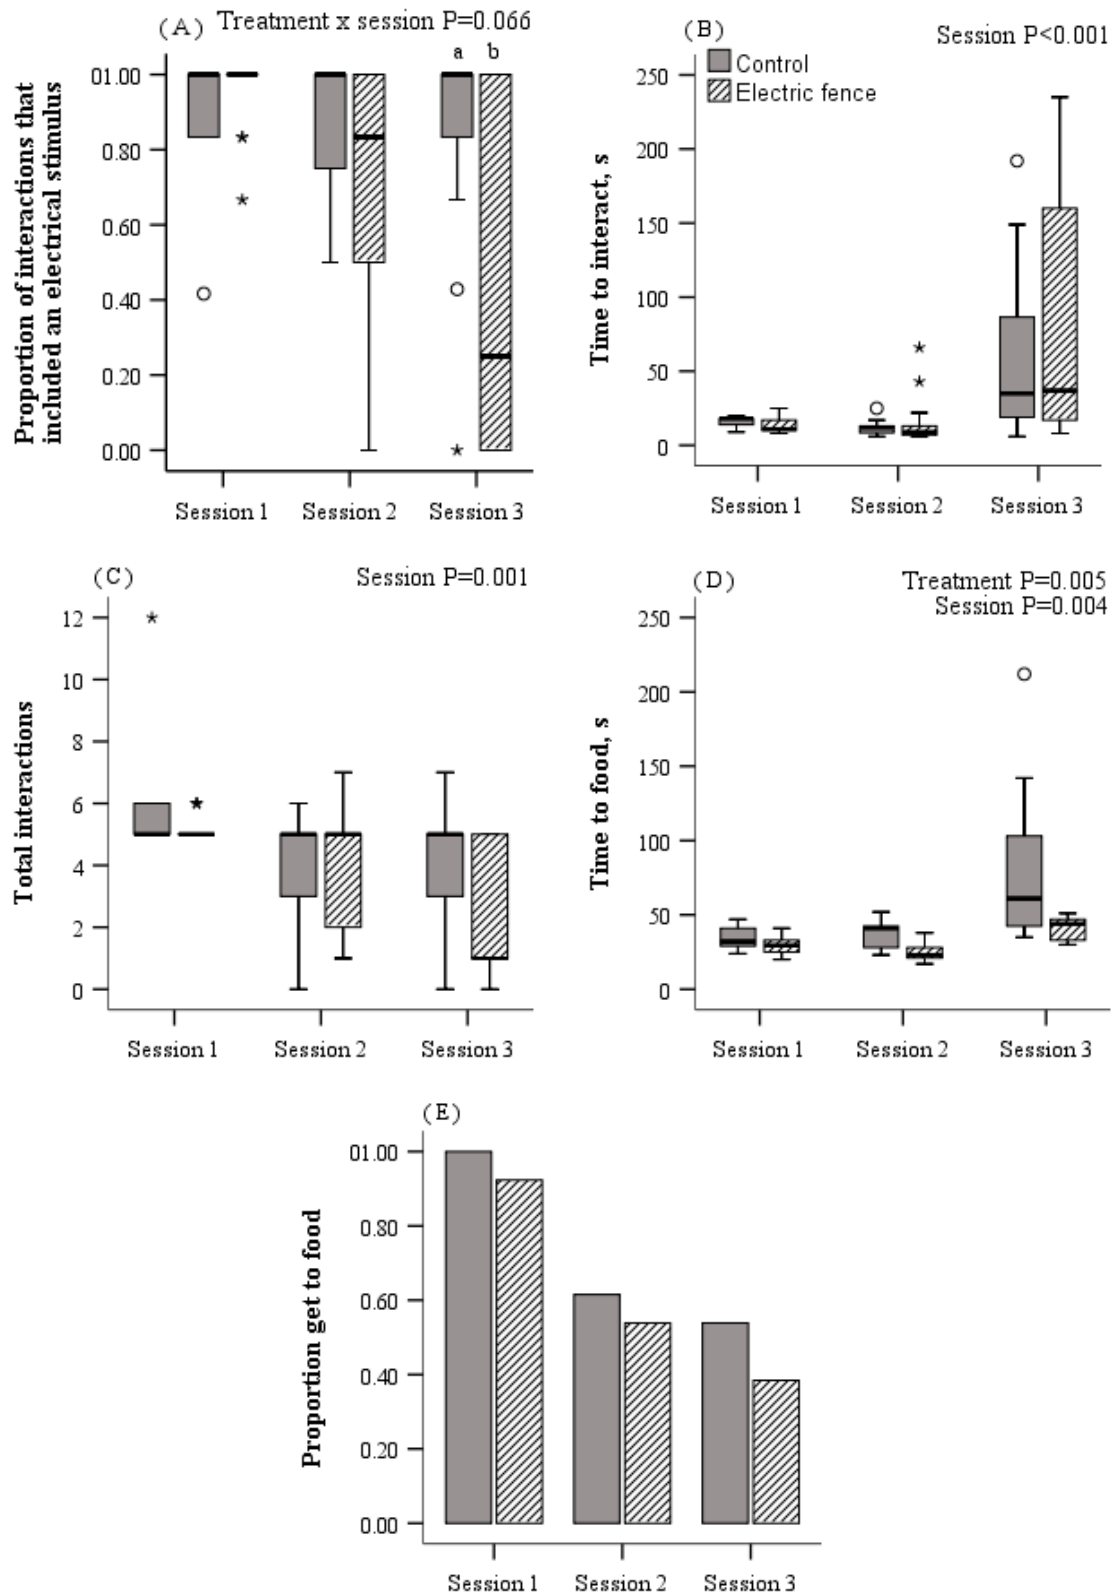 (A) Treatment x session P=0.066
a b
Proportion of interactions that
included an electrical stimulus
01.00
0.80
0.60
0.40
0.20
0.00
Session 1 Session 2 Session 3
(B) Session P<0.001
Control
Electric fence
Time to interact, s
250
200
150
100
50
0
Session 1 Session 2 Session 3
(C) Session P=0.001
Total interactions
12
10
8
6
4
2
0
Session 1 Session 2 Session 3
(D) Treatment P=0.005
Session P=0.004
Time to food, s
250
200
150
100
50
0
Session 1 Session 2 Session 3
(E)
Proportion get to food
01.00
0.80
0.60
0.40
0.20
0.00
Session 1 Session 2 Session 3